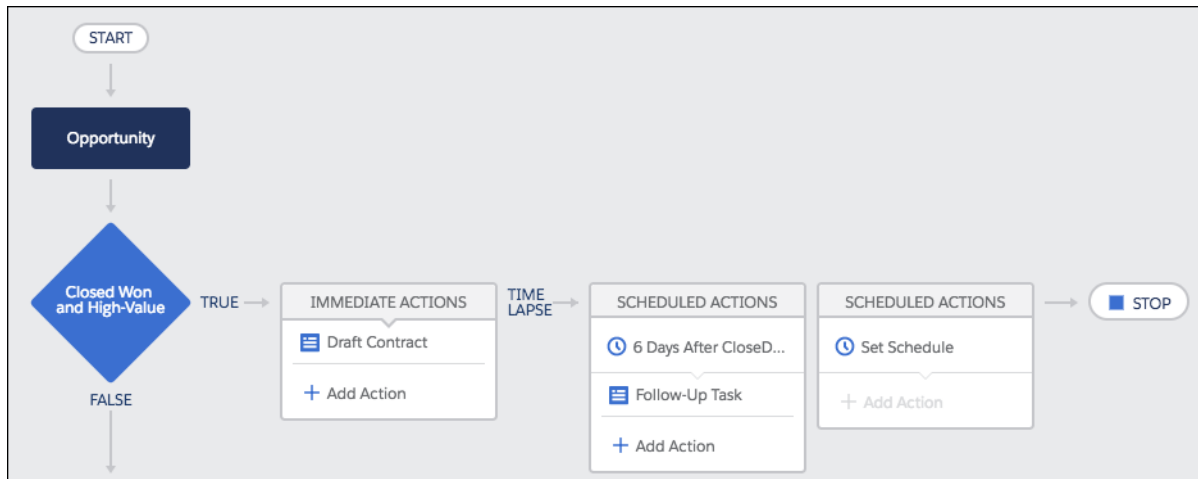 START
Opportunity
Closed Won
and High-Value
TRUE
FALSE
IMMEDIATE ACTIONS
Draft Contract
+ Add Action
TIME
LAPSE
SCHEDULED ACTIONS
6 Days After CloseD...
Follow-Up Task
+ Add Action
SCHEDULED ACTIONS
Set Schedule
+ Add Action
STOP